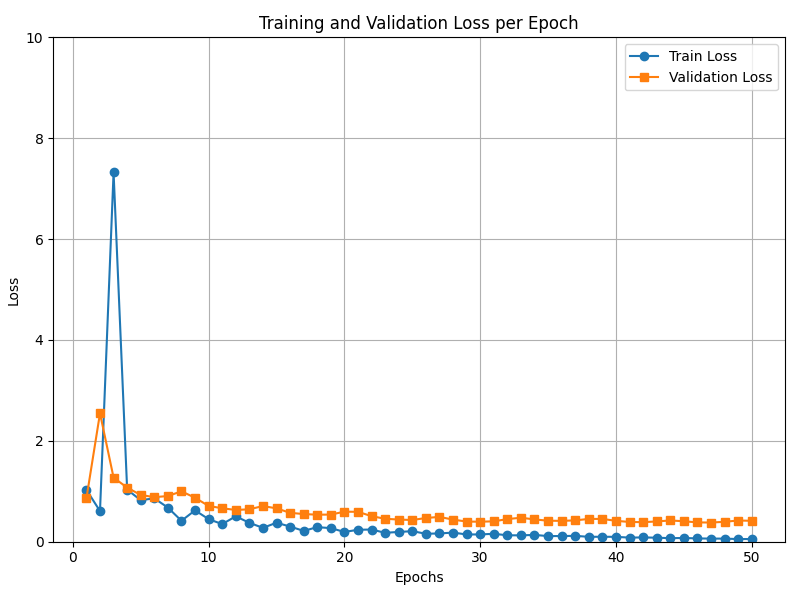 Training and Validation Loss per Epoch
Train Loss
Validation Loss
Loss
10
8
6
4
2
0
0 10 20 30 40 50
Epochs